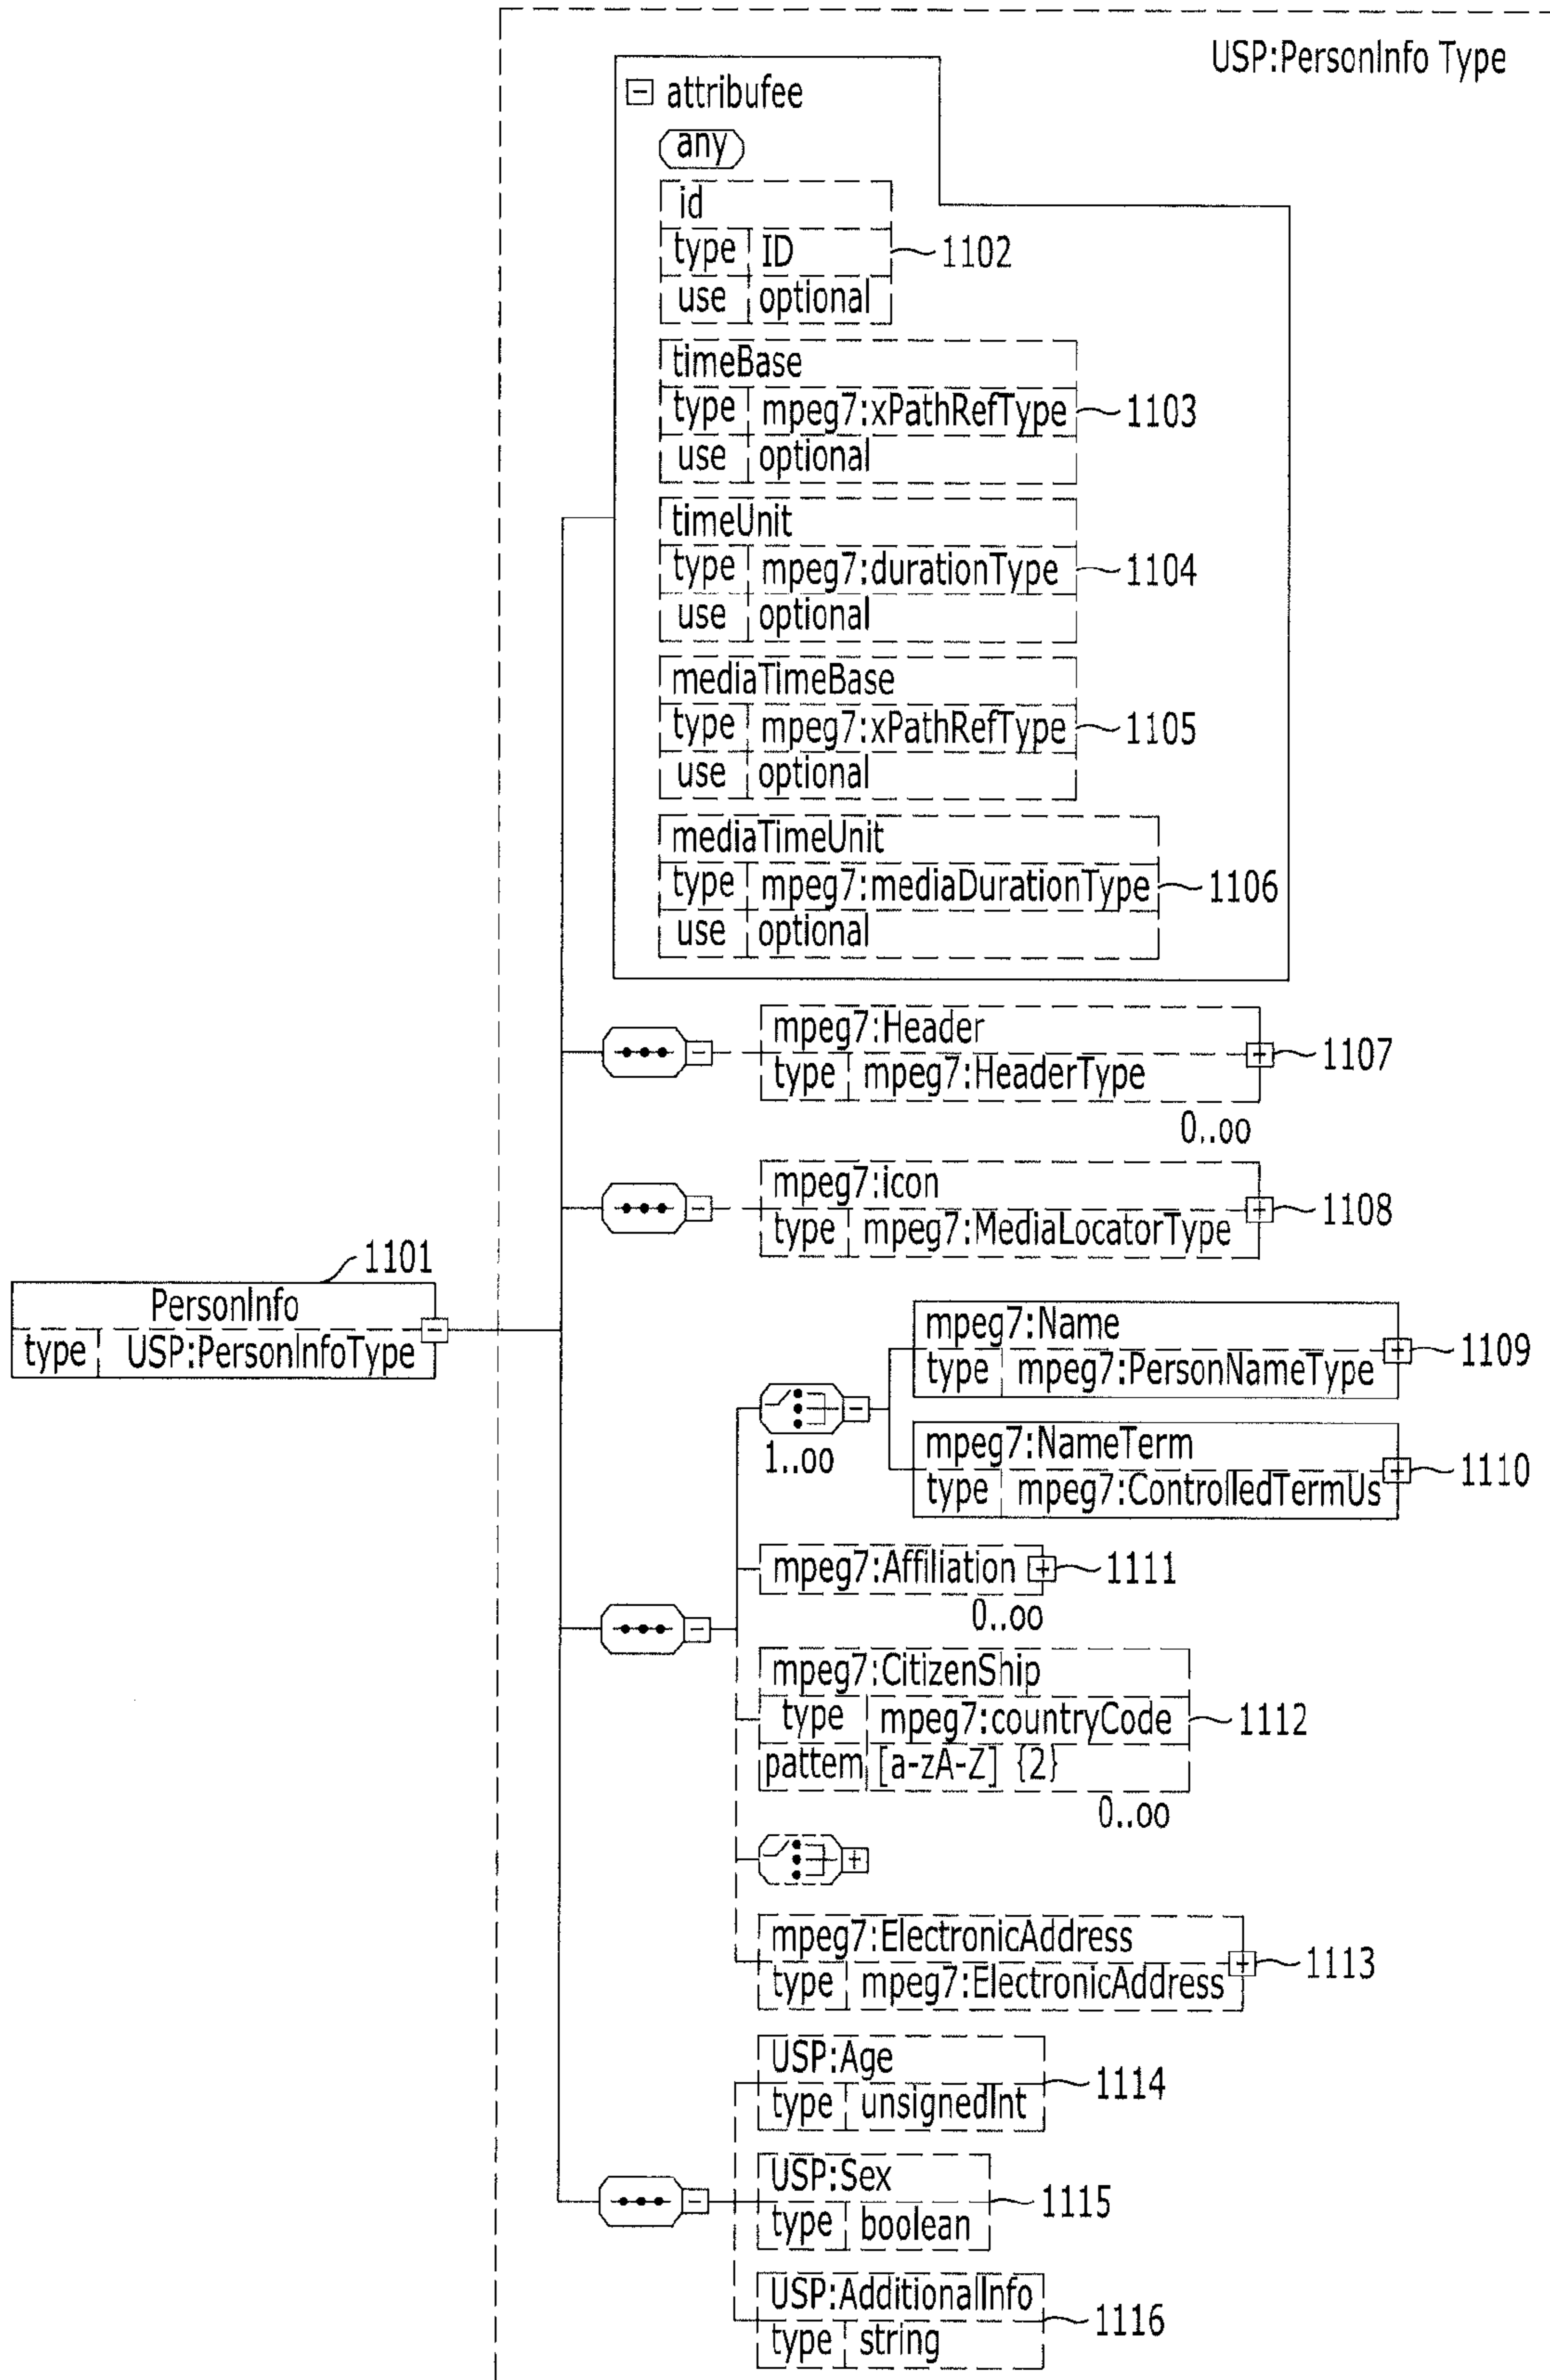 USP:PersonInfo Type
attribufee
any
id
type ID 1102
use optional
timeBase
type mpeg7:xPathRefType 1103
use optional
timeUnit
type mpeg7:durationType 1104
use optional
mediaTimeBase
type mpeg7:xPathRefType 1105
use optional
mediaTimeUnit
type mpeg7:mediaDurationType 1106
use optional
mpeg7:Header
type mpeg7:HeaderType 1107
0..oo
mpeg7:icon
type mpeg7:MediaLocatorType 1108
1101
PersonInfo
type USP:PersonInfoType
mpeg7:Name
type mpeg7:PersonNameType 1109
mpeg7:NameTerm
type mpeg7:ControlledTermUs 1110
1..oo
mpeg7:Affiliation 1111
0..oo
mpeg7:CitizenShip
type mpeg7:countryCode 1112
pattem [a-zA-Z] {2}
0..oo
mpeg7:ElectronicAddress
type mpeg7:ElectronicAddress 1113
USP:Age
type unsignedInt 1114
USP:Sex
type boolean 1115
USP:AdditionalInfo
type string 1116